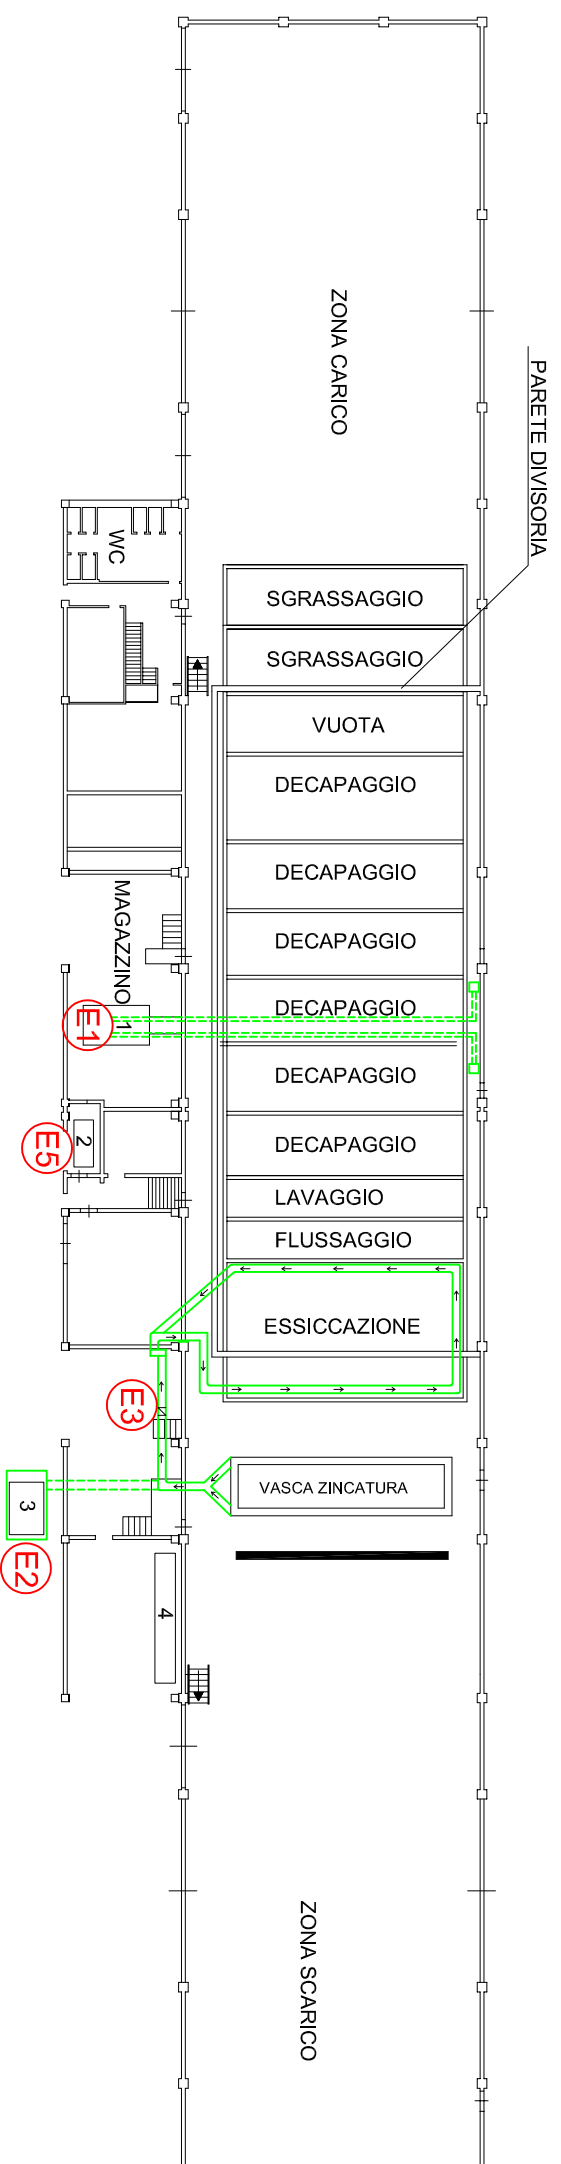 ZONA CARICO
PARETE DIVISORIA
WC
SGRASSAGGIO
SGRASSAGGIO
VUOTA
DECAPAGGIO
DECAPAGGIO
MAGAZZINO
DECAPAGGIO
DECAPAGGIO
E1
1
DECAPAGGIO
E5
2
DECAPAGGIO
LAVAGGIO
FLUSSAGGIO
ESSICCAZIONE
E3
VASCA ZINCATURA
3
E2
4
ZONA SCARICO